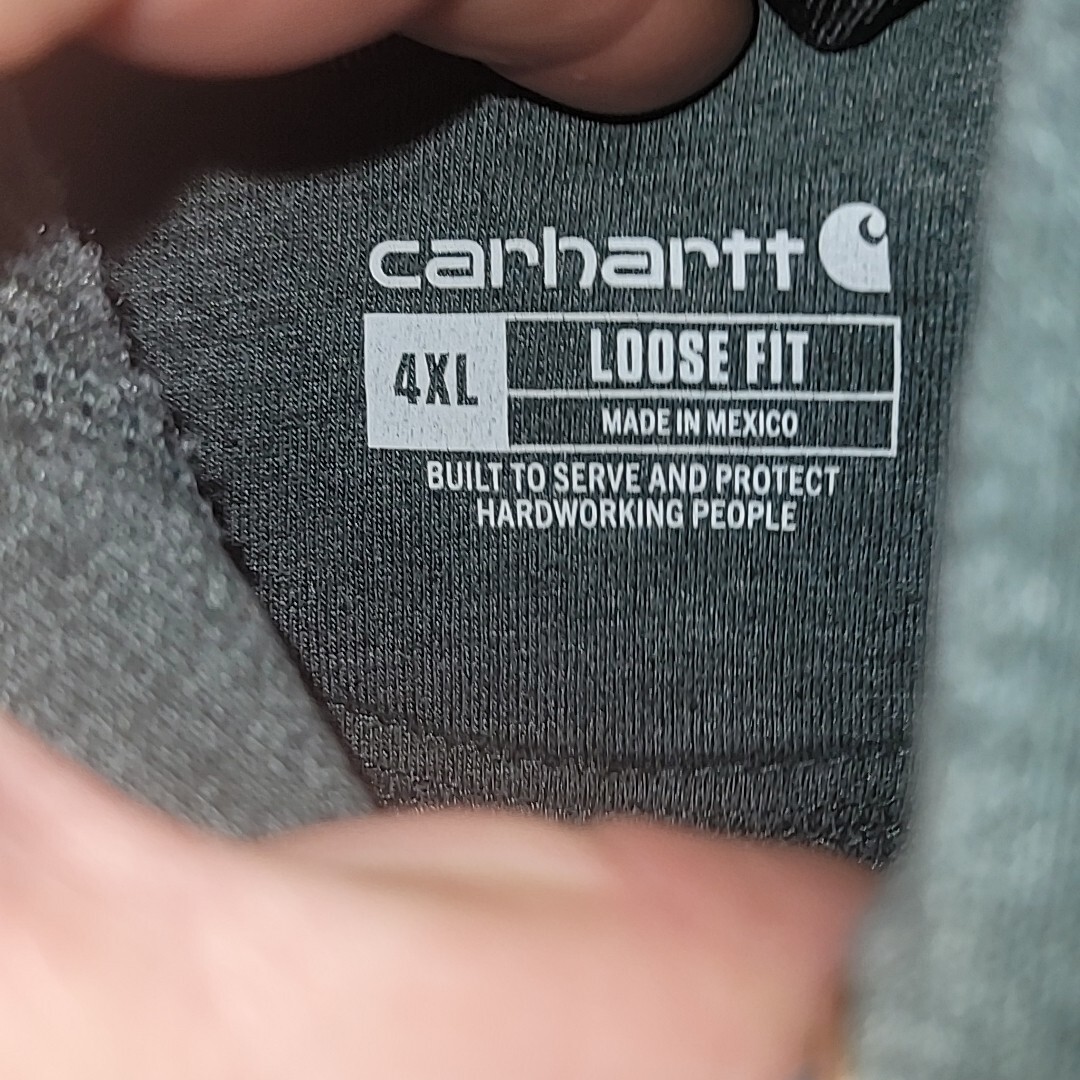 carhartt
4XL
LOOSE FIT
MADE IN MEXICO
BUILT TO SERVE AND PROTECT
HARDWORKING PEOPLE